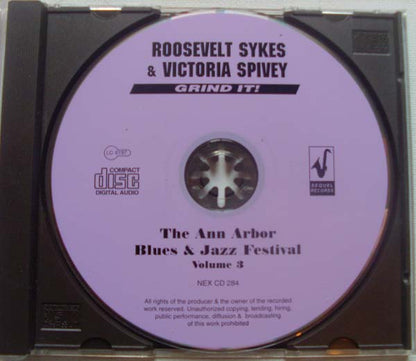 ROOSEVELT SYKES
& VICTORIA SPIVEY
GRIND IT!
COMPACT
disc
DIGITAL AUDIO
SEQUEL
RECORDS
The Ann Arbor
Blues & Jazz Festival
Volume 3
NEX CD 284
All rights of the producer & the owner of the recorded
work reserved. Unauthorized copying, lending, hiring,
public performance, diffusion & broadcasting
of this work prohibited